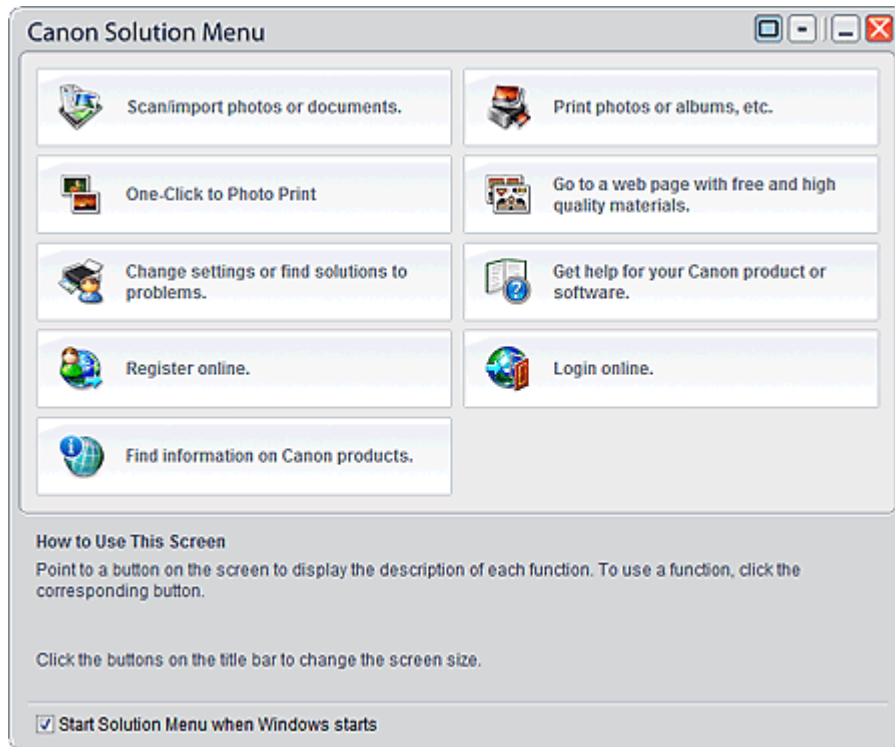 Canon Solution Menu
Scan/import photos or documents.
Print photos or albums, etc.
One-Click to Photo Print
Go to a web page with free and high
quality materials.
Change settings or find solutions to
problems.
Get help for your Canon product or
software.
Register online.
Login online.
Find information on Canon products.
How to Use This Screen
Point to a button on the screen to display the description of each function. To use a function, click the
corresponding button.
Click the buttons on the title bar to change the screen size.
Start Solution Menu when Windows starts